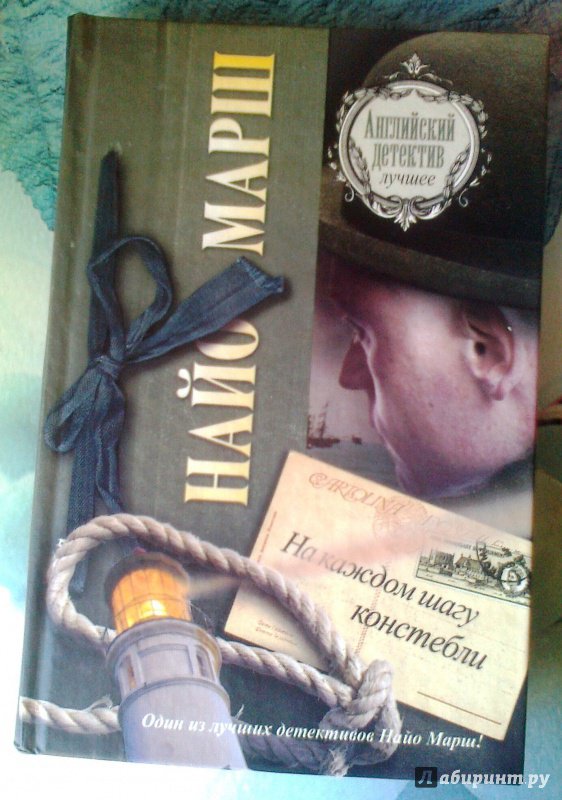 НАЙО МАРШ
Английский
детектив
лучшее
На каждом шагу
констебли
Один из лучших детективов Найо Марш!
Лабиринт.ру